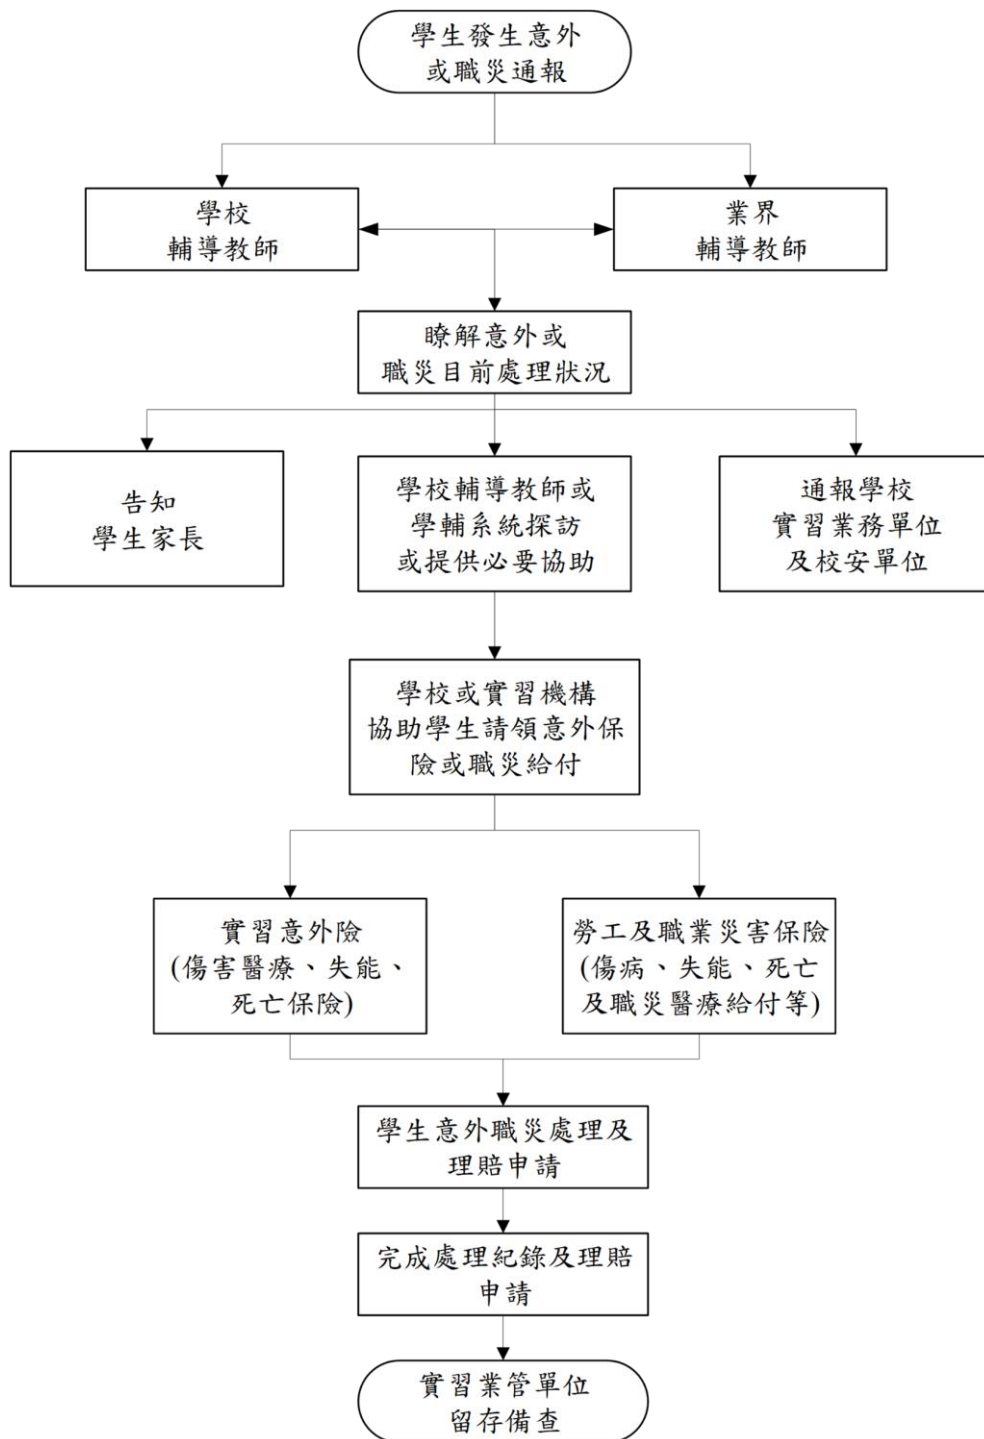 學生發生意外
或職災通報
學校
輔導教師
業界
輔導教師
瞭解意外或
職災目前處理狀況
告知
學生家長
學校輔導教師或
學輔系統探訪
或提供必要協助
通報學校
實習業務單位
及校安單位
學校或實習機構
協助學生請領意外保
險或職災給付
實習意外險
(傷害醫療、失能、
死亡保險)
勞工及職業災害保險
(傷病、失能、死亡
及職災醫療給付等)
學生意外職災處理及
理賠申請
完成處理紀錄及理賠
申請
實習業管單位
留存備查